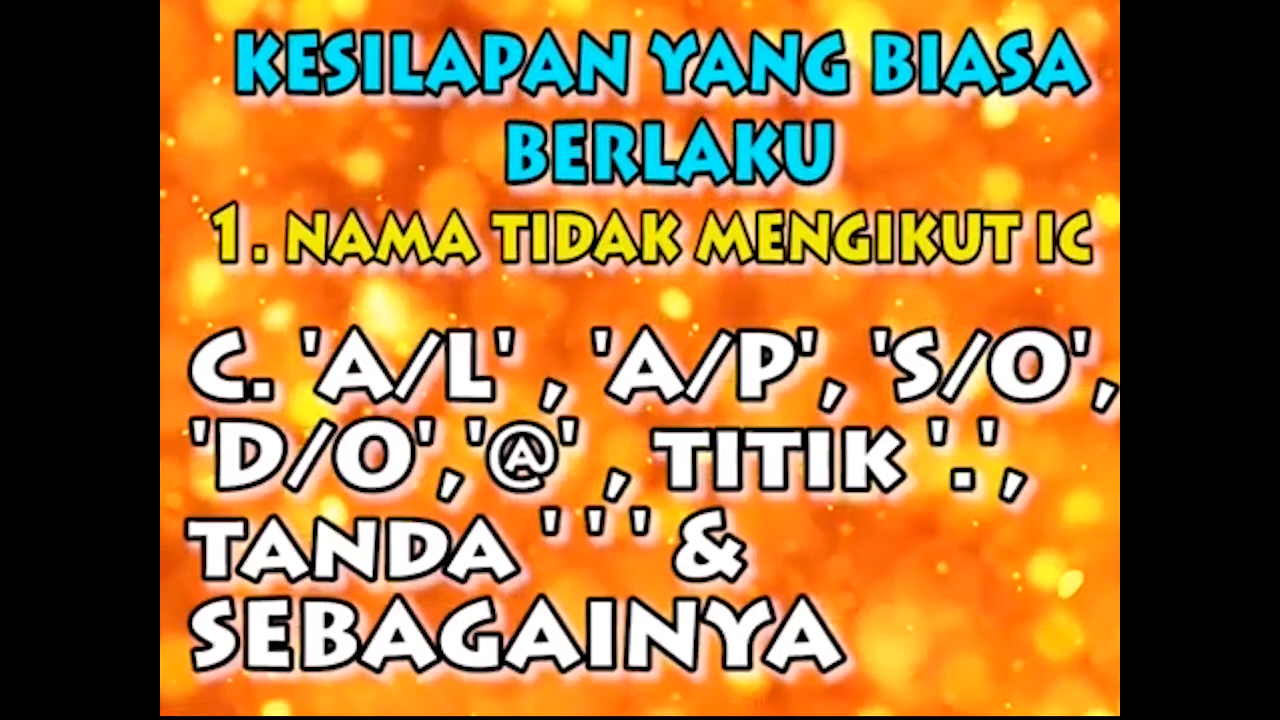 KESILAPAN YANG BIASA
BERLAKU
1. NAMA TIDAK MENGIKUT IC
C. 'A/L' , 'A/P', 'S/O',
'D/O','@' , TITIK '.',
TANDA ' ' ' &
SEBAGAINYA